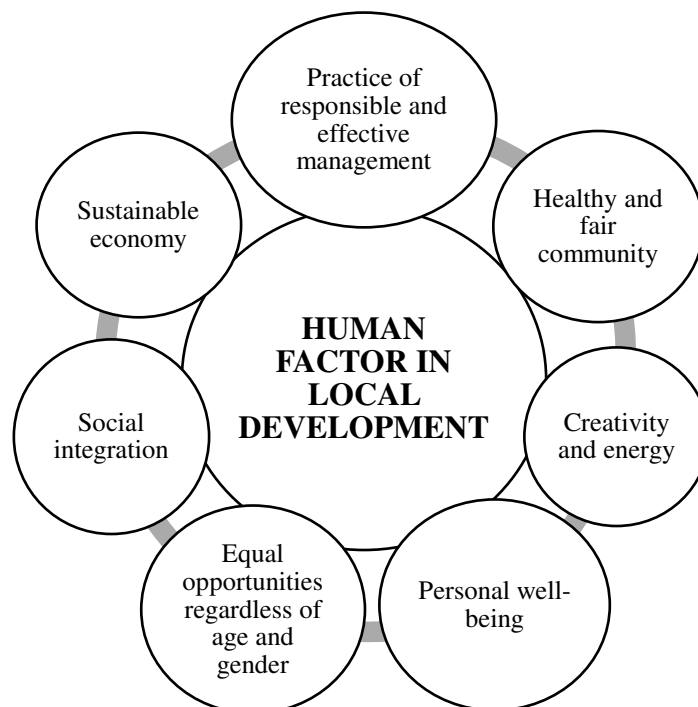 Practice of
responsible and
effective
management
Healthy and
fair
community
Creativity
and energy
Personal well-
being
Equal
opportunities
regardless of
age and
gender
Social
integration
Sustainable
economy
HUMAN
FACTOR IN
LOCAL
DEVELOPMENT